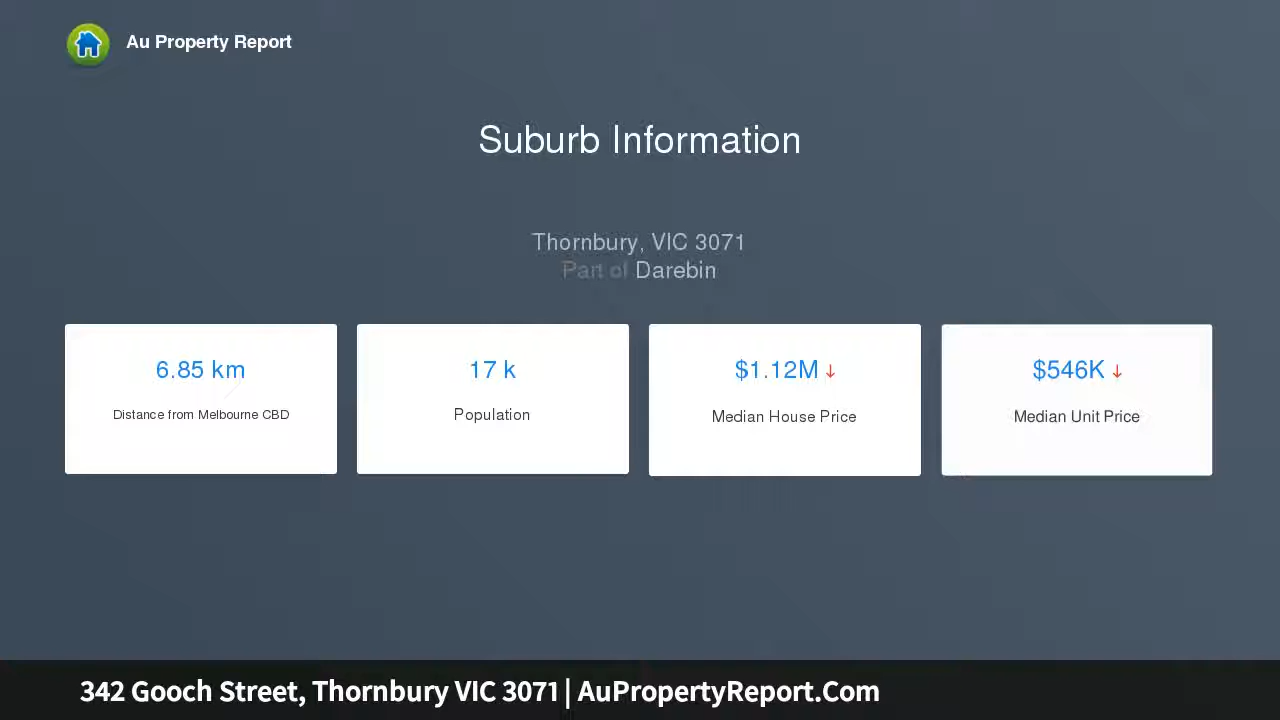 Au Property Report
Suburb Information
Thornbury, VIC 3071
Part of Darebin
6.85 km
Distance from Melbourne CBD
17 k
Population
$1.12M ↓
Median House Price
$546K ↓
Median Unit Price
342 Gooch Street, Thornbury VIC 3071 | AuPropertyReport.Com